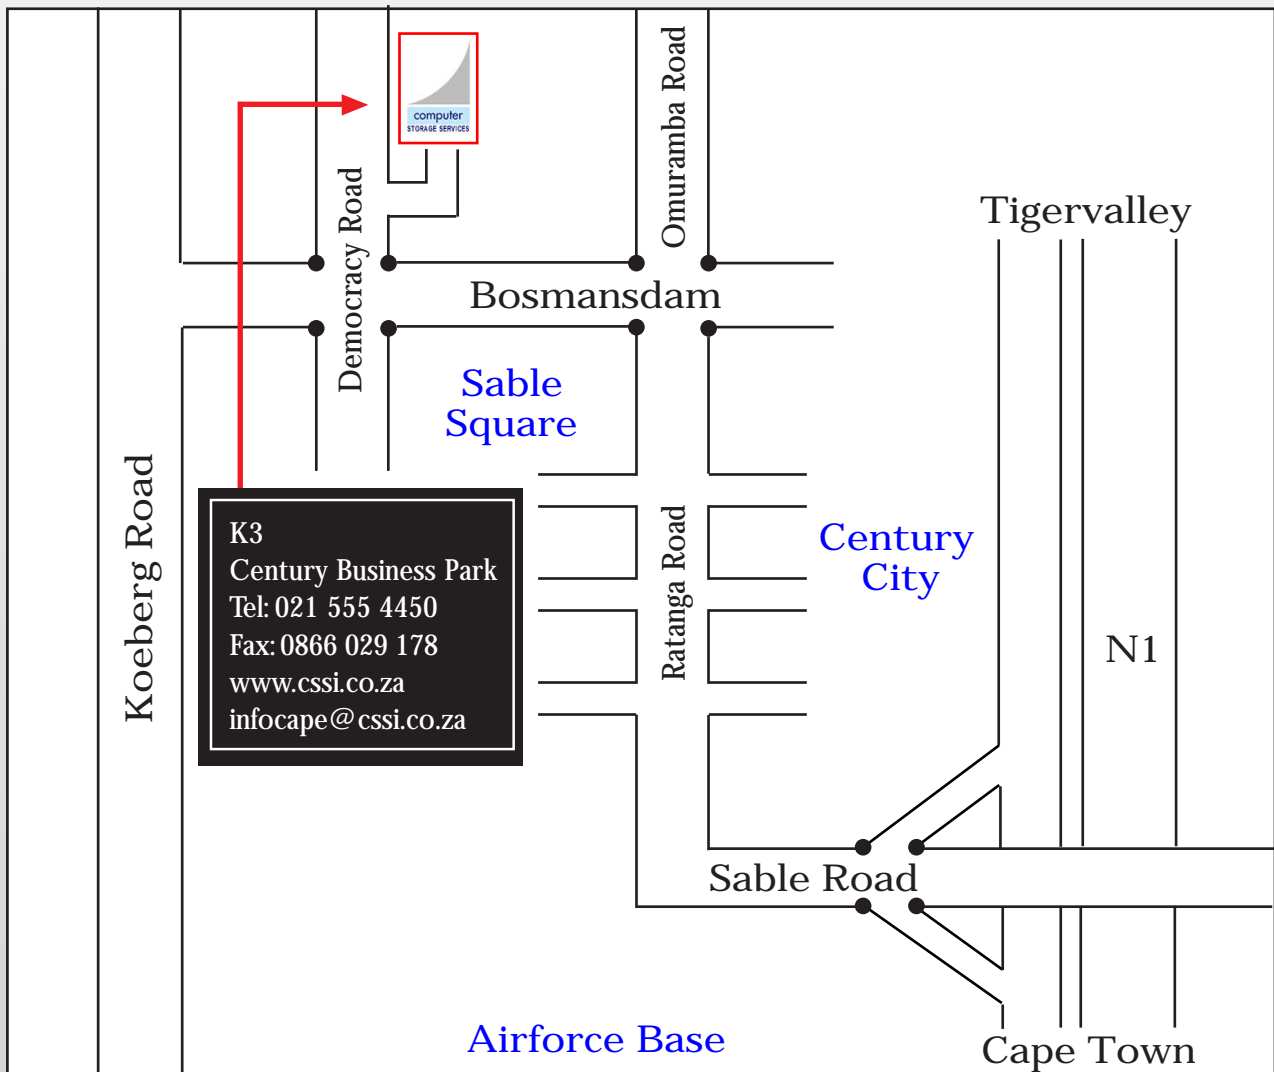 computer
STORAGE SERVICES
Omuramba Road
Democracy Road
Tigervalley
Bosmansdam
Sable
Square
Koeberg Road
K3
Century Business Park
Tel: 021 555 4450
Fax: 0866 029 178
www.cssi.co.za
infocape@cssi.co.za
Ratanga Road
Century
City
N1
Sable Road
Airforce Base
Cape Town